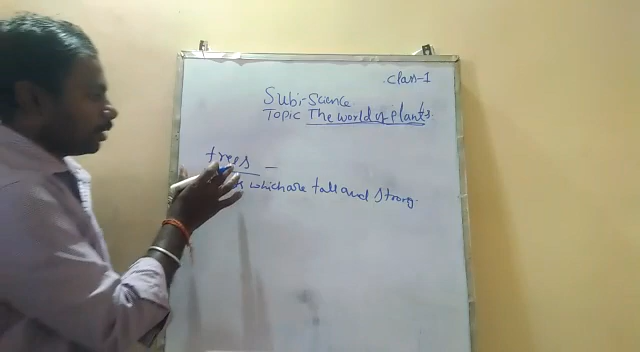 Class-1
Subi-Science
Topic The world of plants.
trees –
which are tall and strong.